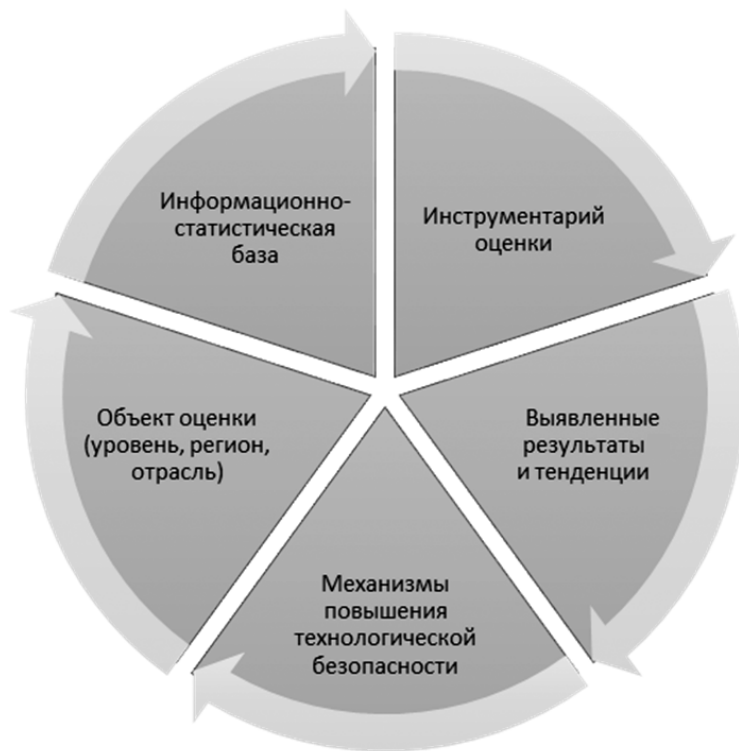 Информационно-
статистическая
база
Инструментарий
оценки
Выявленные
результаты
и тенденции
Механизмы
повышения
технологической
безопасности
Объект оценки
(уровень, регион,
отрасль)